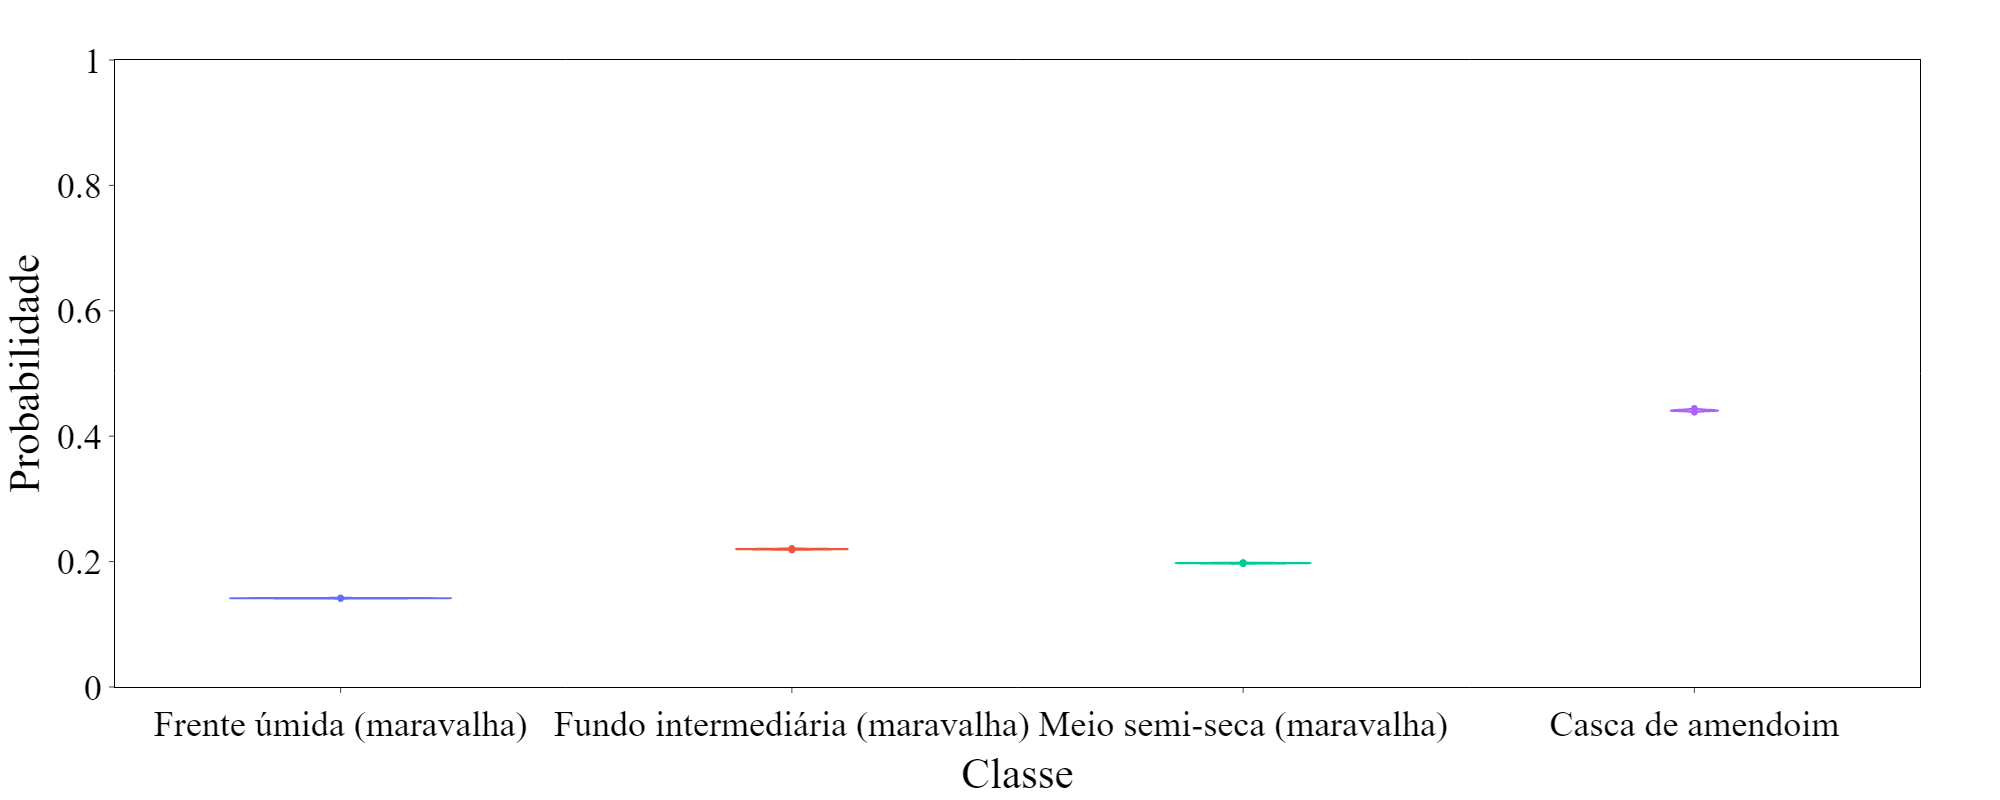 1
0.8
0.6
0.4
0.2
0
Probabilidade
Frente úmida (maravalha) Fundo intermediária (maravalha) Meio semi-seca (maravalha) Casca de amendoim
Classe